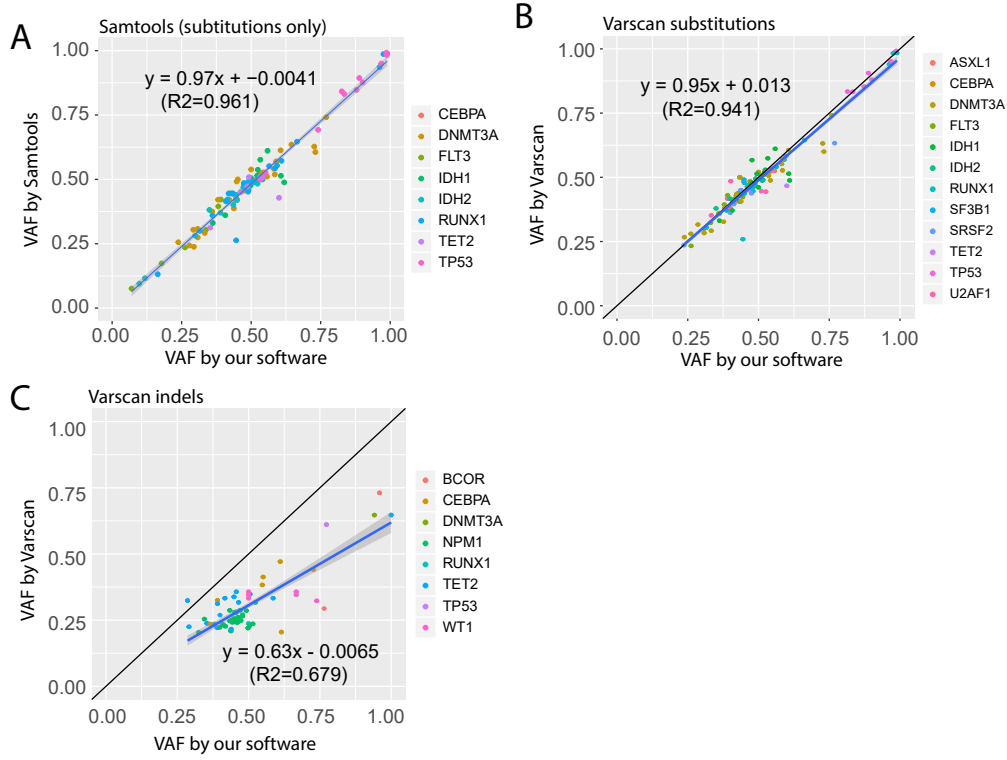 A
Samtools (subtitutions only)
y = 0.97x + −0.0041
(R2=0.961)
1.00
0.75
0.50
0.25
0.00
VAF by Samtools
0.00 0.25 0.50 0.75 1.00
VAF by our software
CEBPA
DNMT3A
FLT3
IDH1
IDH2
RUNX1
TET2
TP53
B
Varscan substitutions
y = 0.95x + 0.013
(R2=0.941)
1.00
0.75
0.50
0.25
0.00
VAF by Varscan
0.00 0.25 0.50 0.75 1.00
VAF by our software
ASXL1
CEBPA
DNMT3A
FLT3
IDH1
IDH2
RUNX1
SF3B1
SRSF2
TET2
TP53
U2AF1
C
Varscan indels
1.00
0.75
0.50
0.25
0.00
VAF by Varscan
y = 0.63x - 0.0065
(R2=0.679)
0.00 0.25 0.50 0.75 1.00
VAF by our software
BCOR
CEBPA
DNMT3A
NPM1
RUNX1
TET2
TP53
WT1